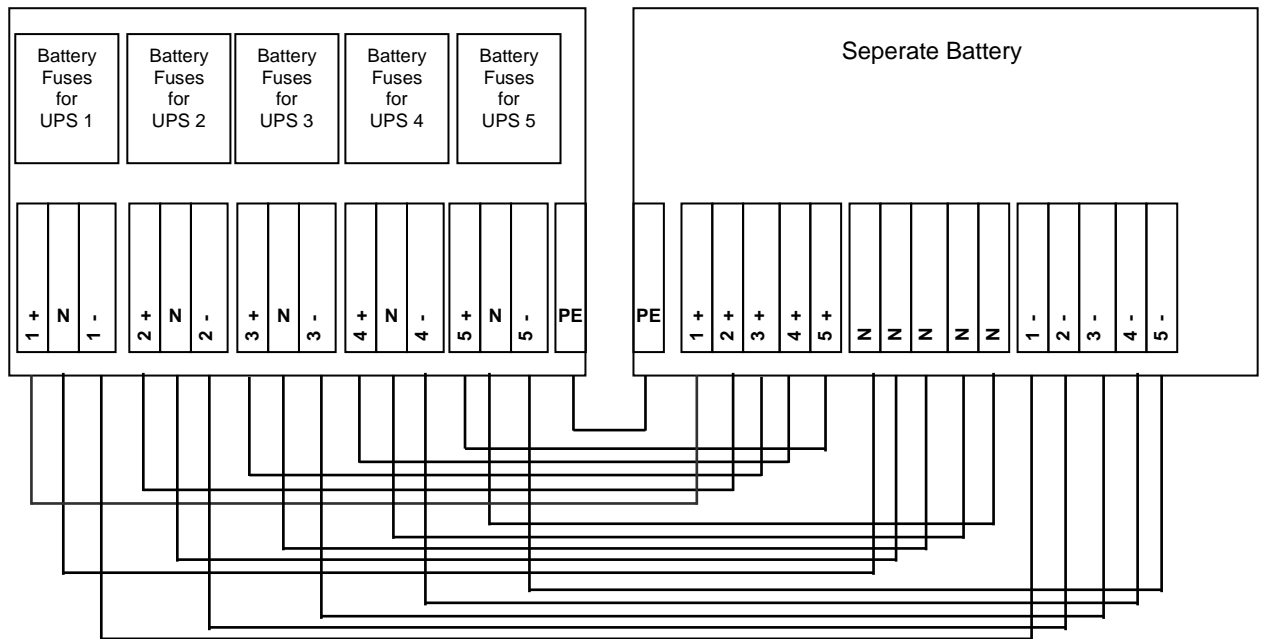 Battery
Fuses
for
UPS 1
Battery
Fuses
for
UPS 2
Battery
Fuses
for
UPS 3
Battery
Fuses
for
UPS 4
Battery
Fuses
for
UPS 5
Seperate Battery
1 +
N
1 -
2 +
N
2 -
3 +
N
3 -
4 +
N
4 -
5 +
N
5 -
PE
PE
1 +
2 +
3 +
4 +
5 +
N
N
N
N
N
1 -
2 -
3 -
4 -
5 -